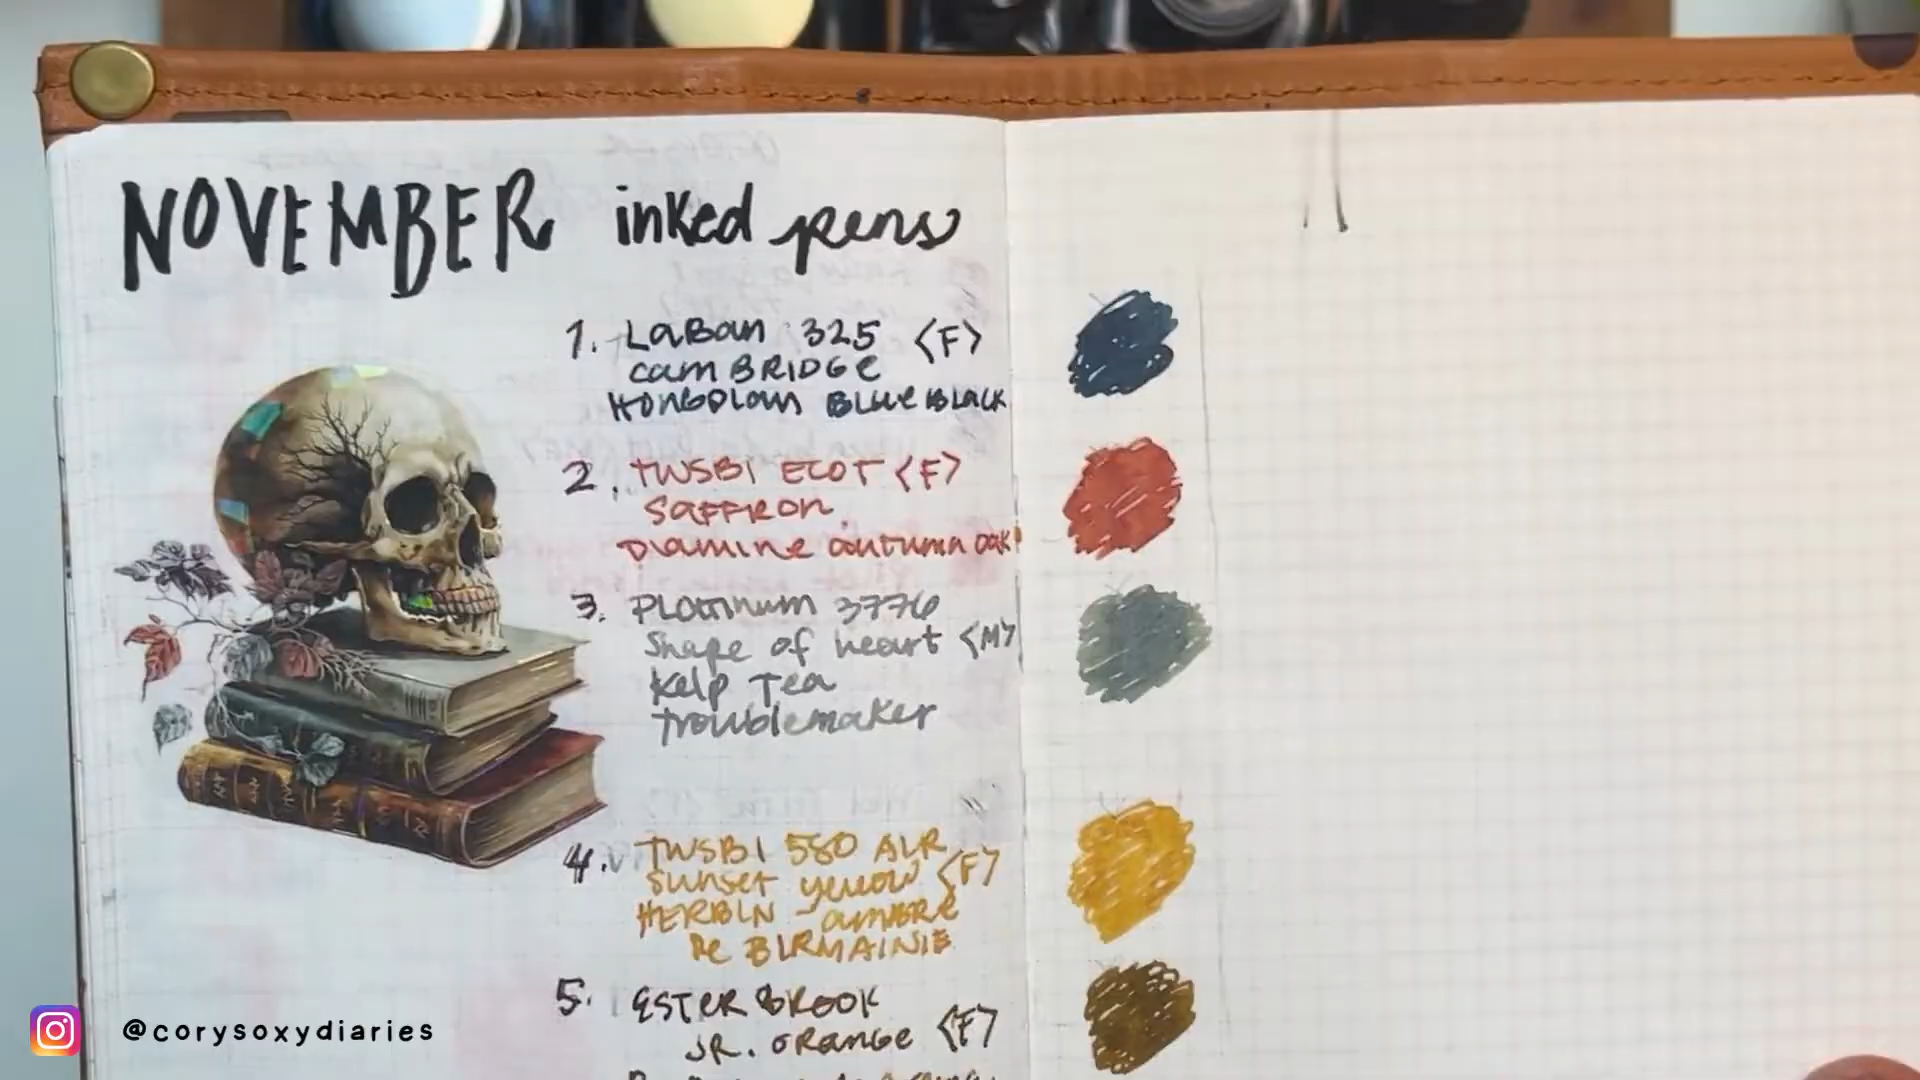 NOVEMBER inked pens
1. LaBan 325 <F>
camBRIDGE
HongDian Blue Black
2. TWSBI ECOT <F>
Saffron
Diamine autumn oak
3. Platinum 3776
Shape of heart <M>
Kelp Tea
Troublemaker
4. TWSBI 580 ALR
Sunset yellow <F>
HERBIN - AMBRE
De BIRMAINIE
5. ESTERBROOK
JR. ORANGE <F>
@corysoxydiaries